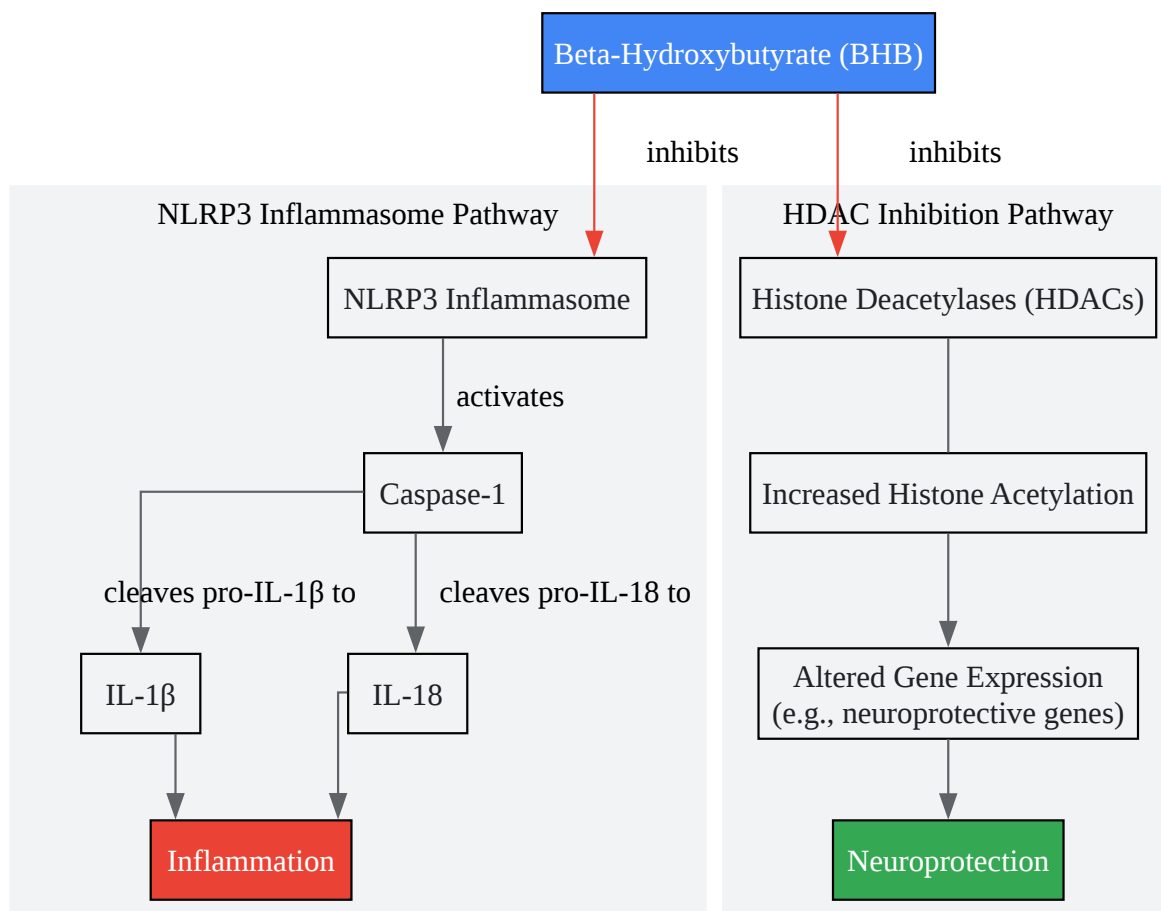 Beta-Hydroxybutyrate (BHB)
inhibits
inhibits
NLRP3 Inflammasome Pathway
HDAC Inhibition Pathway
NLRP3 Inflammasome
Histone Deacetylases (HDACs)
activates
Caspase-1
Increased Histone Acetylation
cleaves pro-IL-1β to
cleaves pro-IL-18 to
IL-1β
IL-18
Altered Gene Expression
(e.g., neuroprotective genes)
Inflammation
Neuroprotection